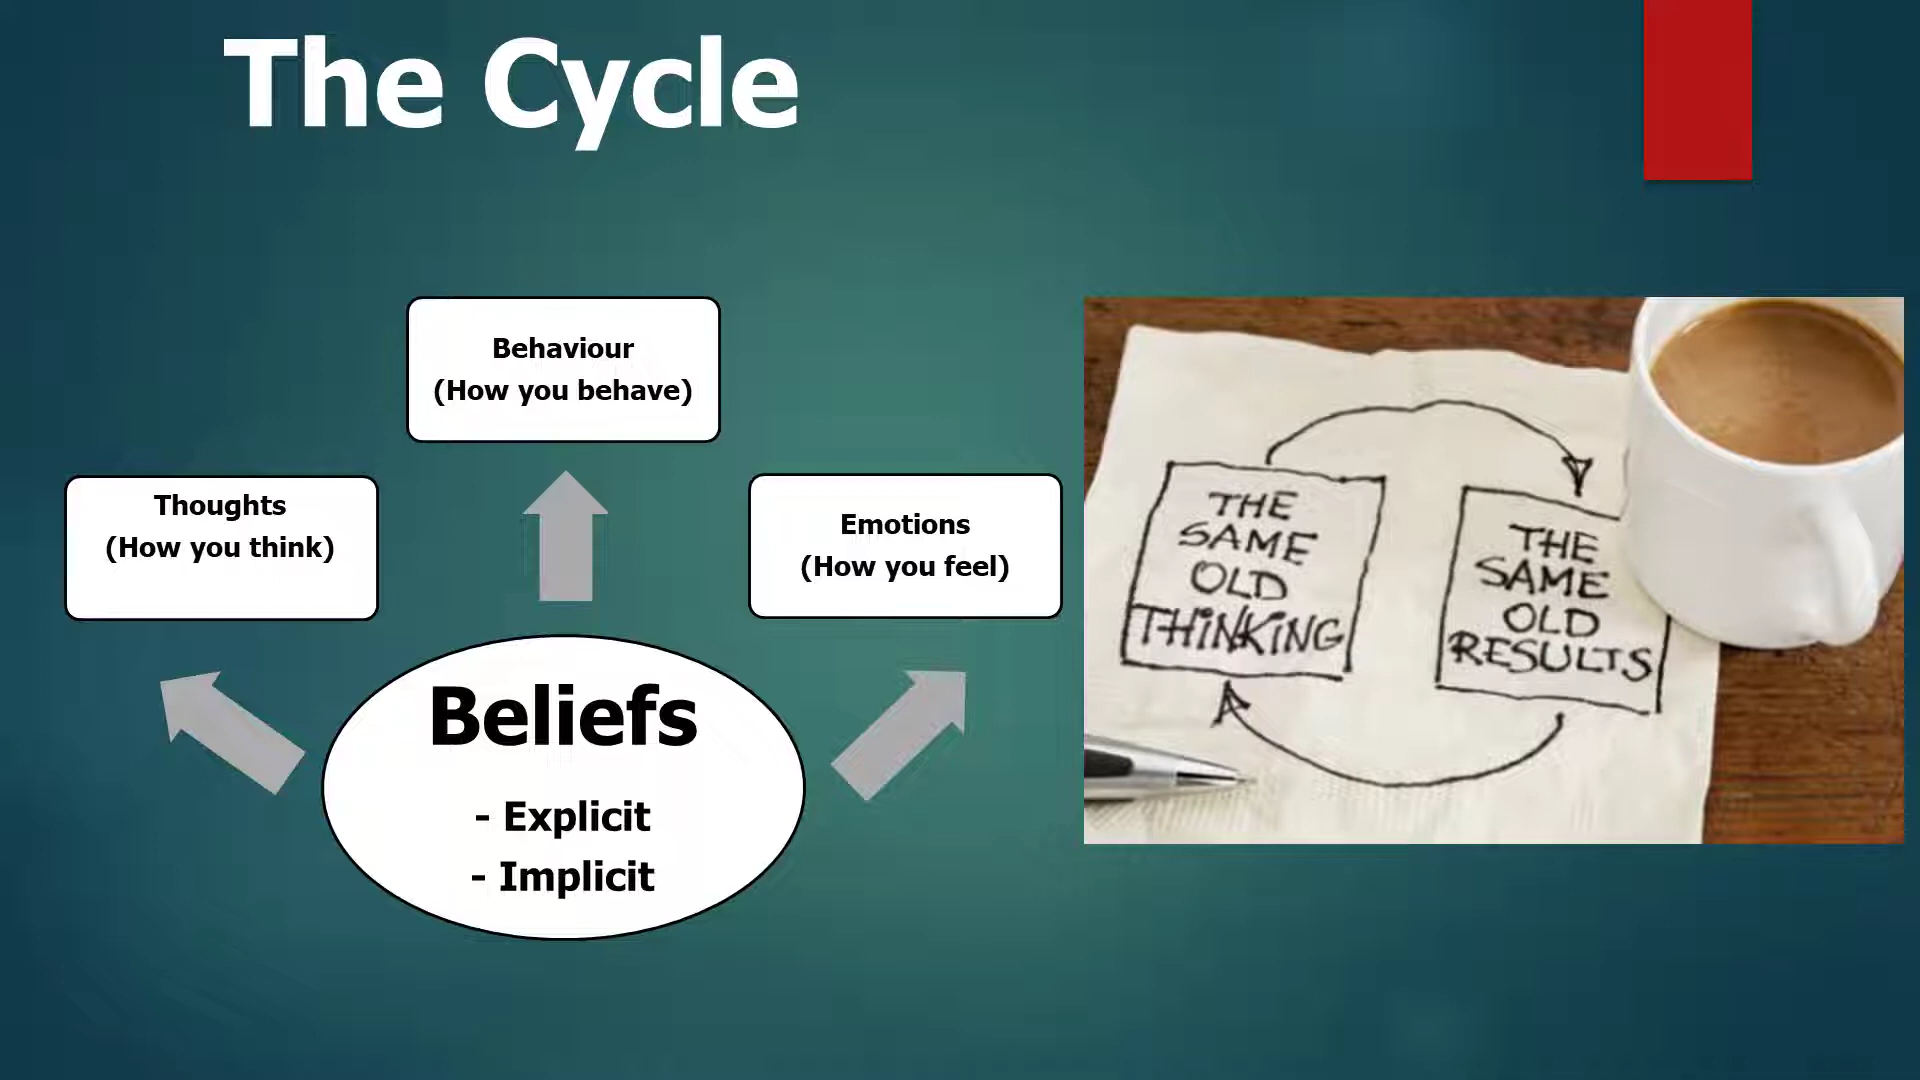 The Cycle
Behaviour
(How you behave)
Thoughts
(How you think)
Emotions
(How you feel)
Beliefs
- Explicit
- Implicit
THE
SAME
OLD
THINKING
THE
SAME
OLD
RESULTS